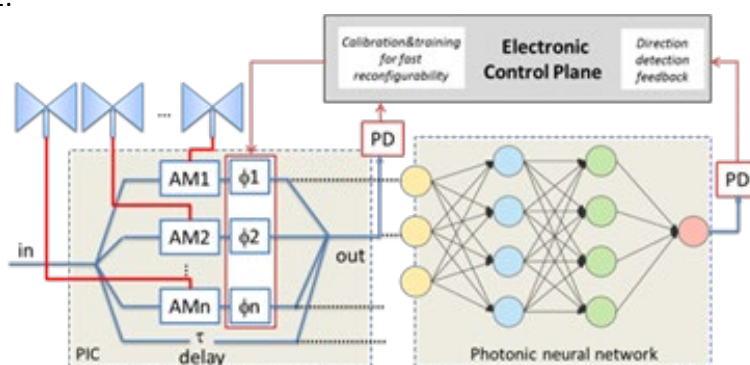 Calibration&training
for fast
reconfigurability
Electronic
Control Plane
Direction
detection
feedback
...
PD
PD
AM1
ϕ1
AM2
ϕ2
⋮
AMn
ϕn
in
out
τ
delay
PIC
Photonic neural network